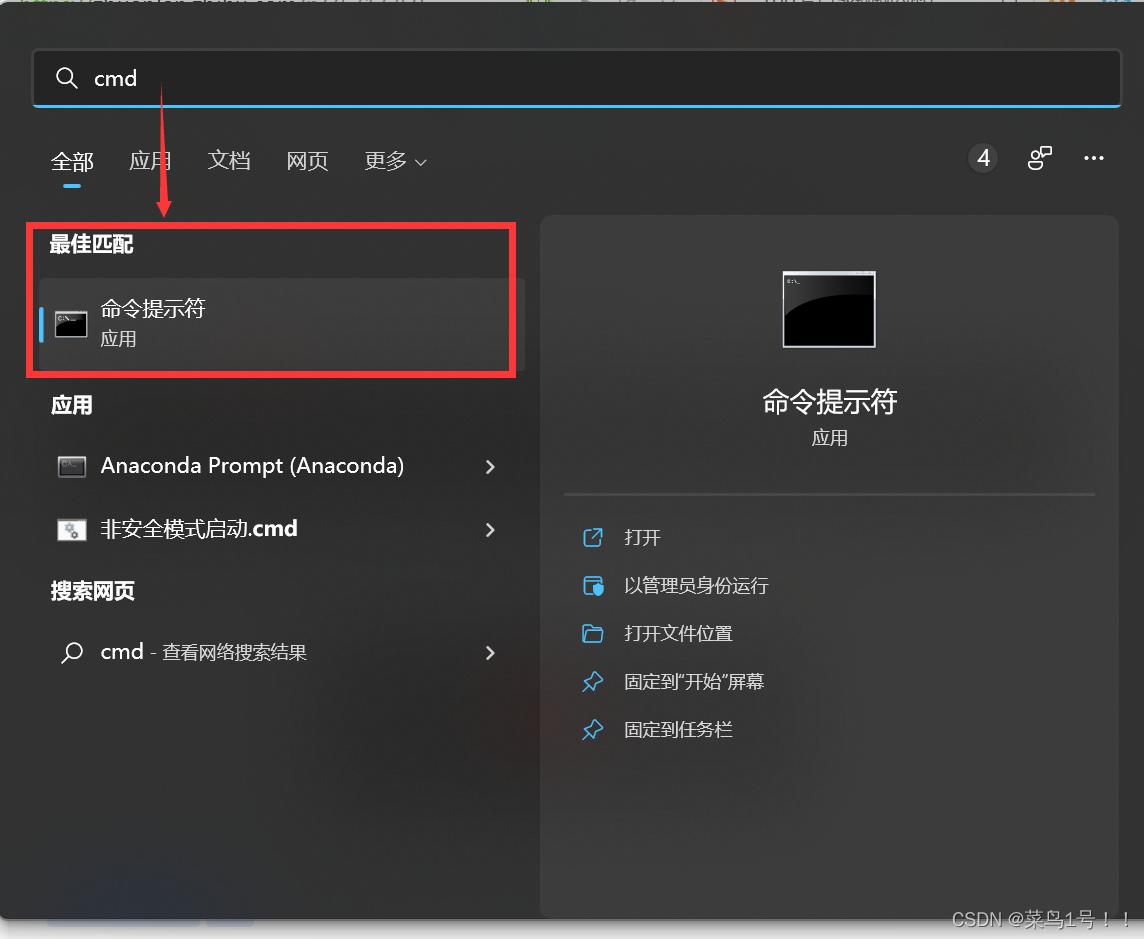 cmd
全部 应用 文档 网页 更多
4
最佳匹配
命令提示符
应用
应用
Anaconda Prompt (Anaconda)
非安全模式启动.cmd
搜索网页
cmd - 查看网络搜索结果
命令提示符
应用
打开
以管理员身份运行
打开文件位置
固定到“开始”屏幕
固定到任务栏
CSDN @菜鸟1号！！